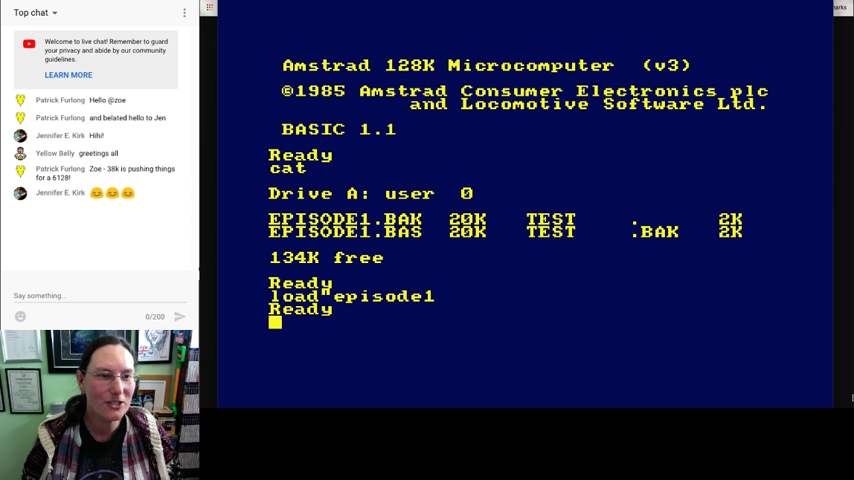 Top chat
Welcome to live chat! Remember to guard
your privacy and abide by our community
guidelines.
LEARN MORE
Patrick Furlong Hello @zoe
Patrick Furlong and belated hello to Jen
Jennifer E. Kirk Hihi!
Yellow Belly greetings all
Patrick Furlong Zoe - 38k is pushing things
for a 6128!
Jennifer E. Kirk 😊😊😊
Say something...
0/200
Amstrad 128K Microcomputer (v3)
©1985 Amstrad Consumer Electronics plc
and Locomotive Software Ltd.
BASIC 1.1
Ready
cat
Drive A: user 0
EPISODE1.BAK 20K TEST . 2K
EPISODE1.BAS 20K TEST .BAK 2K
134K free
Ready
load"episode1
Ready